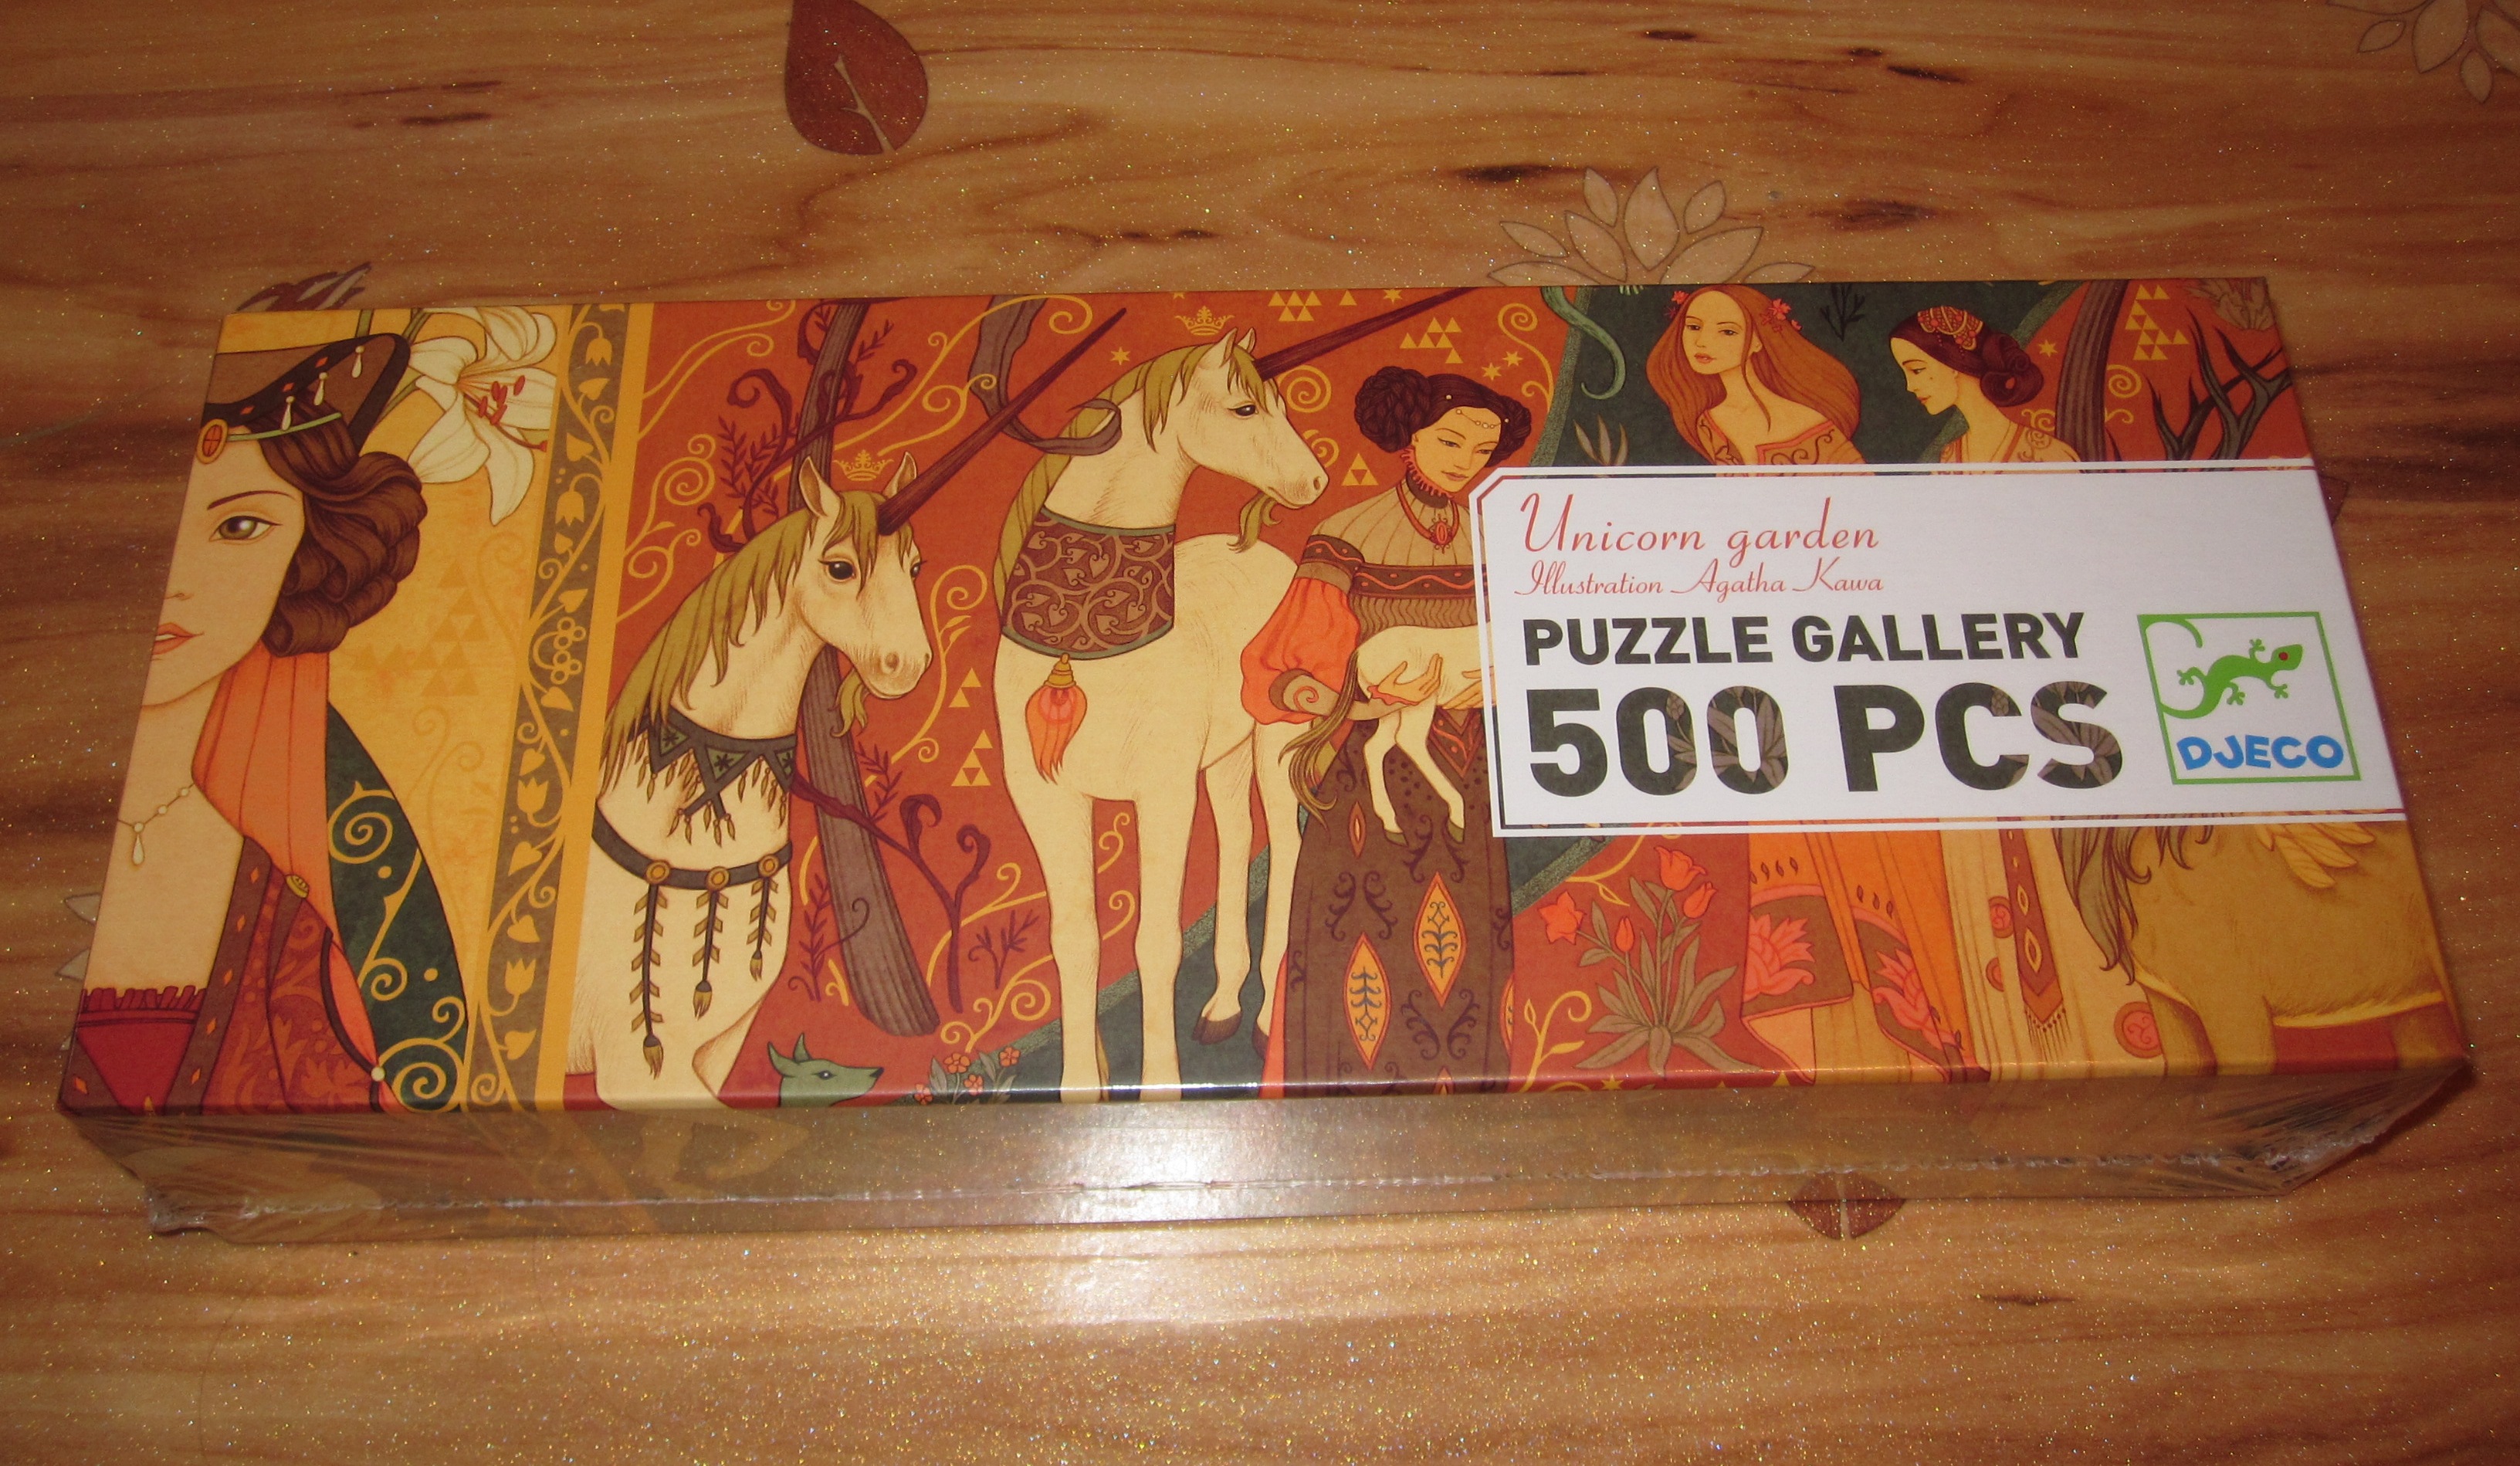 Unicorn garden
Illustration Agatha Kawa
PUZZLE GALLERY
500 PCS
DJECO